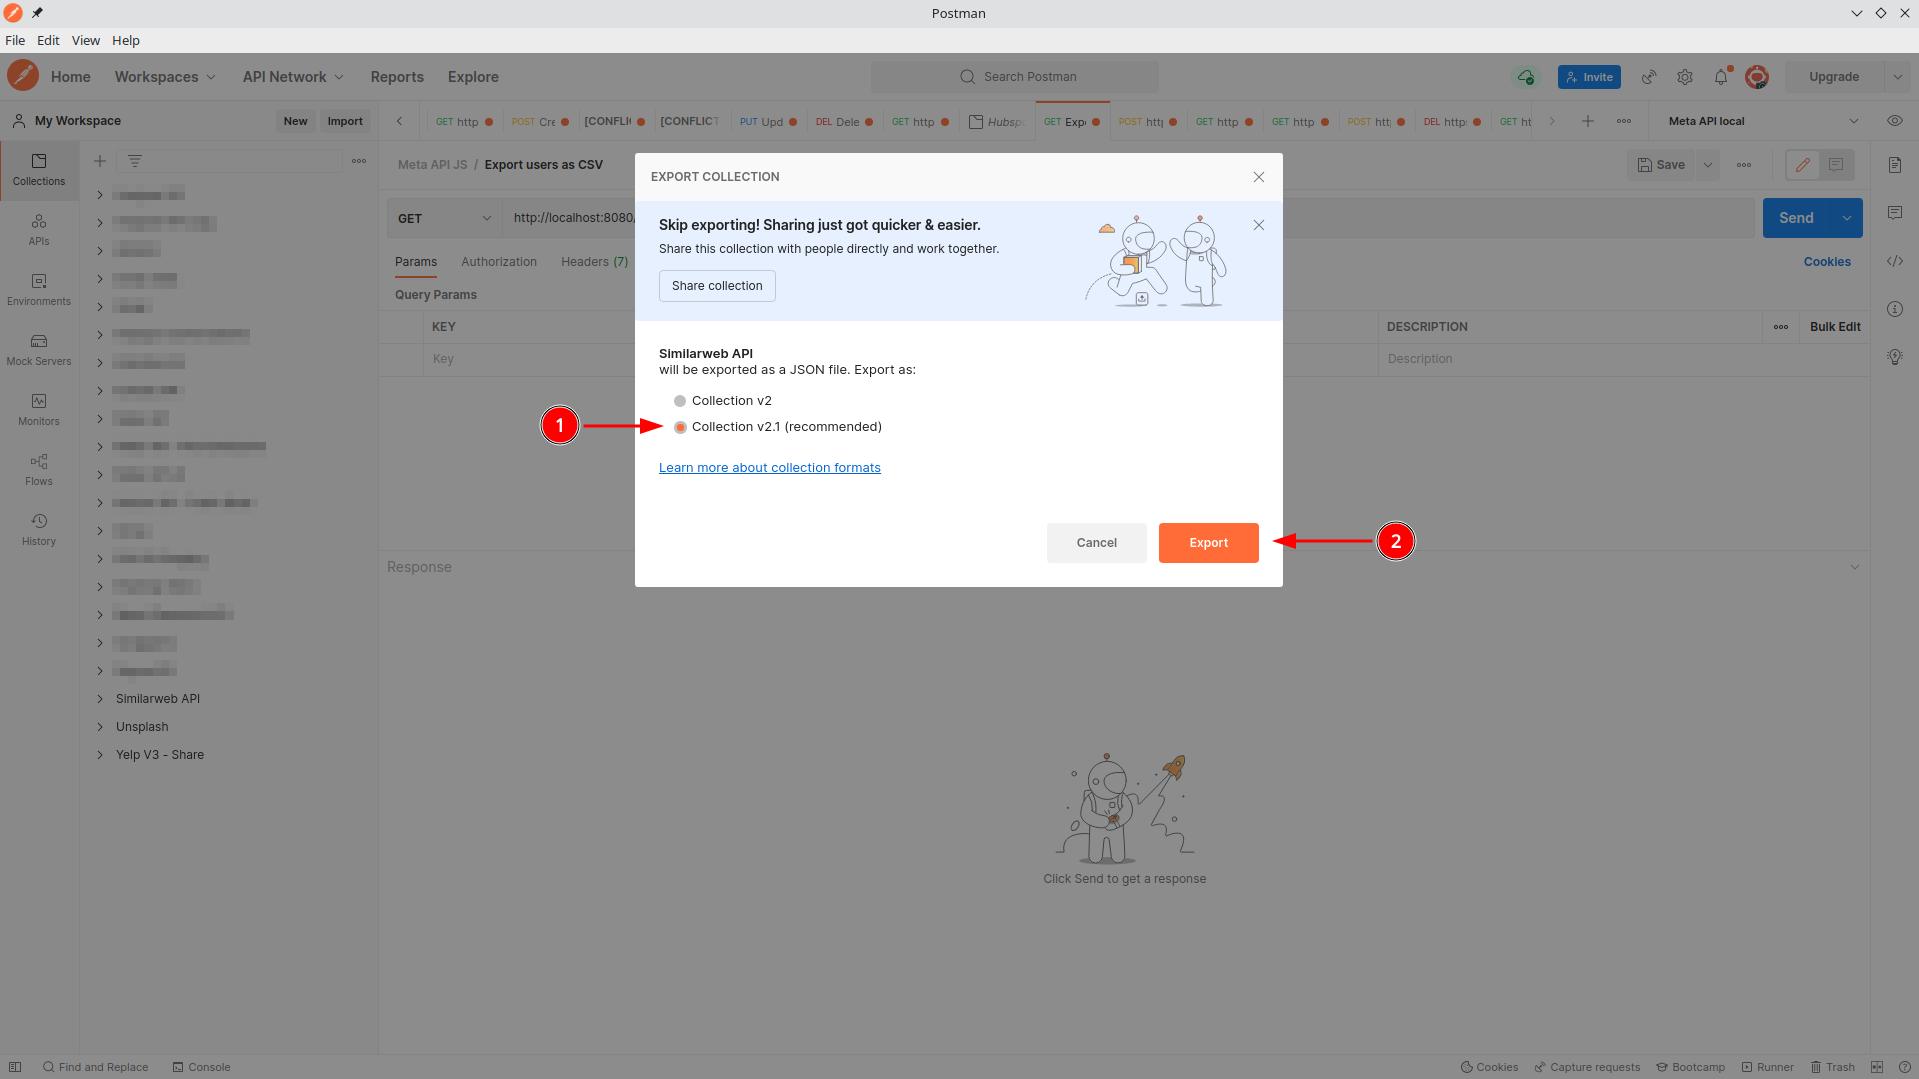 Postman
File Edit View Help
Home Workspaces API Network Reports Explore
Search Postman
Invite
Upgrade
My Workspace
New Import
GET http
POST Cre
[CONFLI
[CONFLICT
PUT Upd
DEL Dele
GET http
Hubsp
GET Exp
POST htt
GET http
GET http
POST htt
DEL http
GET ht
Meta API local
Collections
APIs
Environments
Mock Servers
Monitors
Flows
History
Similarweb API
Unsplash
Yelp V3 - Share
Meta API JS / Export users as CSV
Save
GET
http://localhost:8080/
Send
Params Authorization Headers (7)
Cookies
Query Params
KEY
DESCRIPTION
Bulk Edit
Key
Description
EXPORT COLLECTION
Skip exporting! Sharing just got quicker & easier.
Share this collection with people directly and work together.
Share collection
Similarweb API
will be exported as a JSON file. Export as:
Collection v2
1
Collection v2.1 (recommended)
Learn more about collection formats
Cancel
Export
2
Response
Click Send to get a response
Find and Replace
Console
Cookies
Capture requests
Bootcamp
Runner
Trash